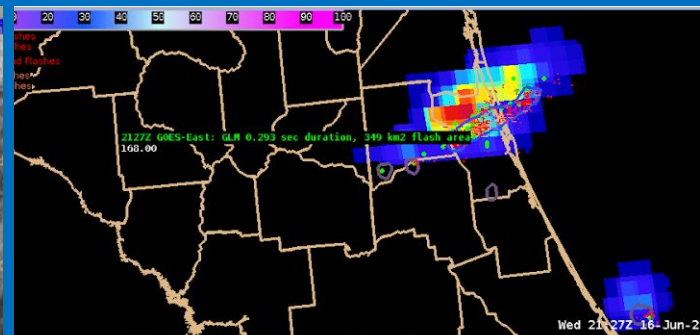 20 30 40 50 60 70 80 90 100
Flashes
2127Z GOES-East: GLM 0.293 sec duration, 349 km2 flash area
168.00
Wed 21:27Z 16-Jun-2